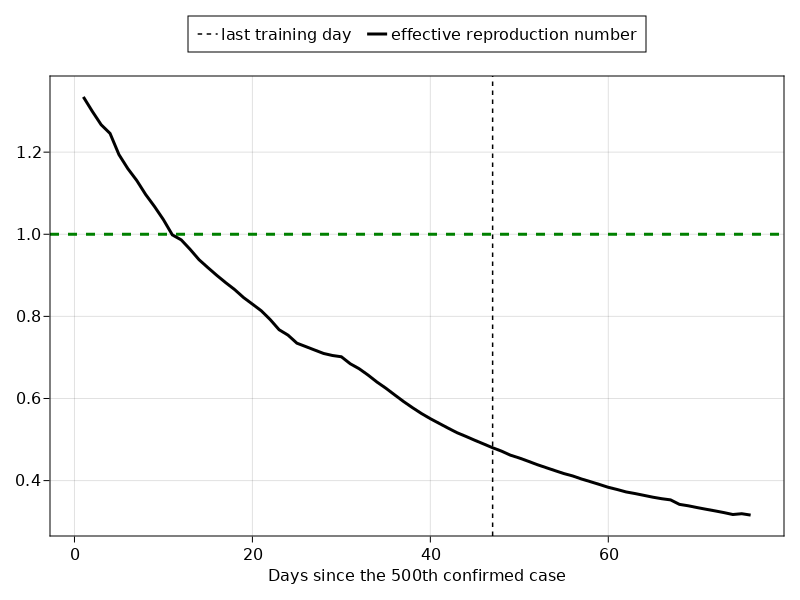 last training day effective reproduction number
1.2
1.0
0.8
0.6
0.4
0 20 40 60
Days since the 500th confirmed case